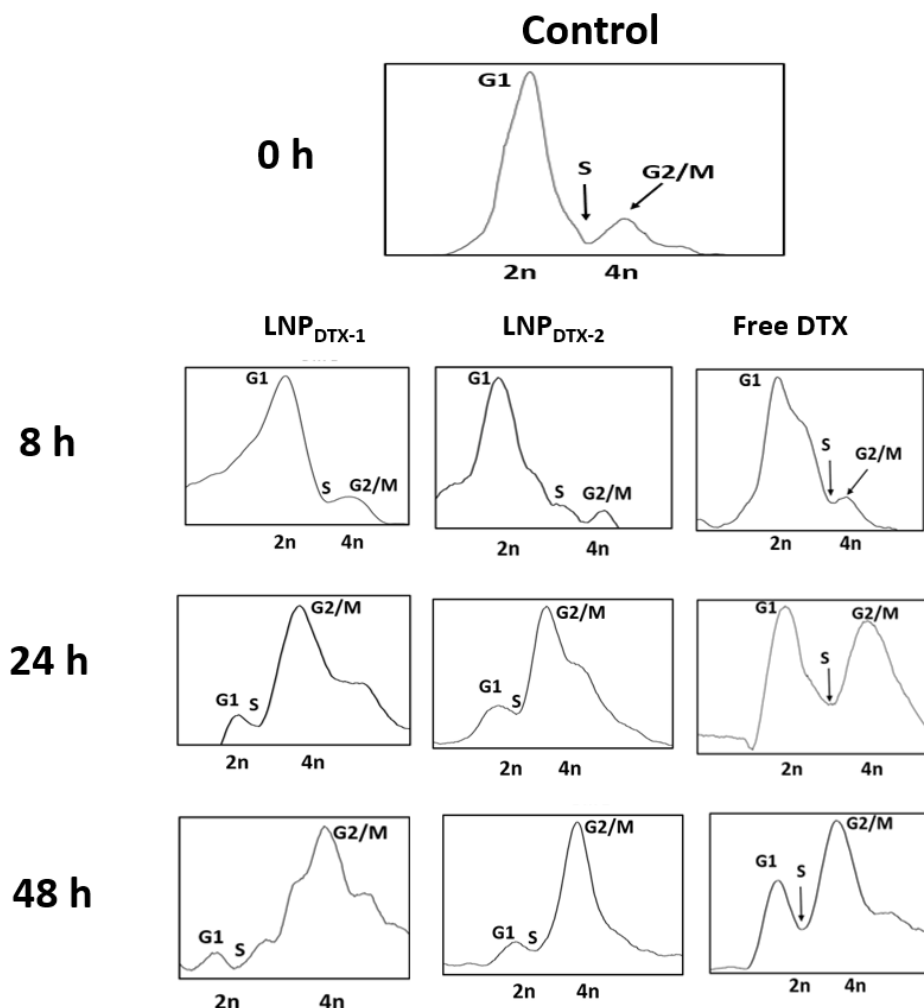 Control
0 h
G1
S
G2/M
2n 4n
LNPDTX-1 LNPDTX-2 Free DTX
8 h
G1
S G2/M
2n 4n
G1
S G2/M
2n 4n
G1
S
G2/M
2n 4n
24 h
G2/M
G1 S
2n 4n
G2/M
G1
S
2n 4n
G1
G2/M
S
2n 4n
48 h
G2/M
G1
S
2n 4n
G2/M
G1 S
2n 4n
G2/M
G1 S
2n 4n